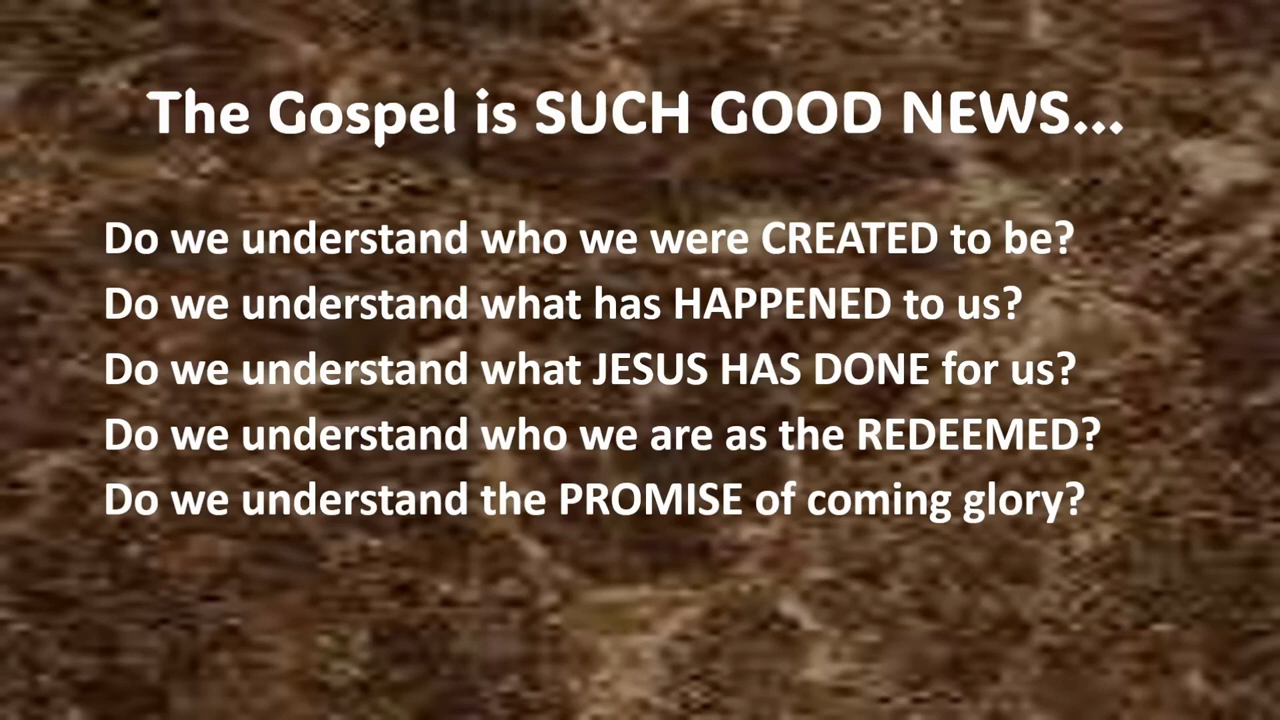 The Gospel is SUCH GOOD NEWS...
Do we understand who we were CREATED to be?
Do we understand what has HAPPENED to us?
Do we understand what JESUS HAS DONE for us?
Do we understand who we are as the REDEEMED?
Do we understand the PROMISE of coming glory?